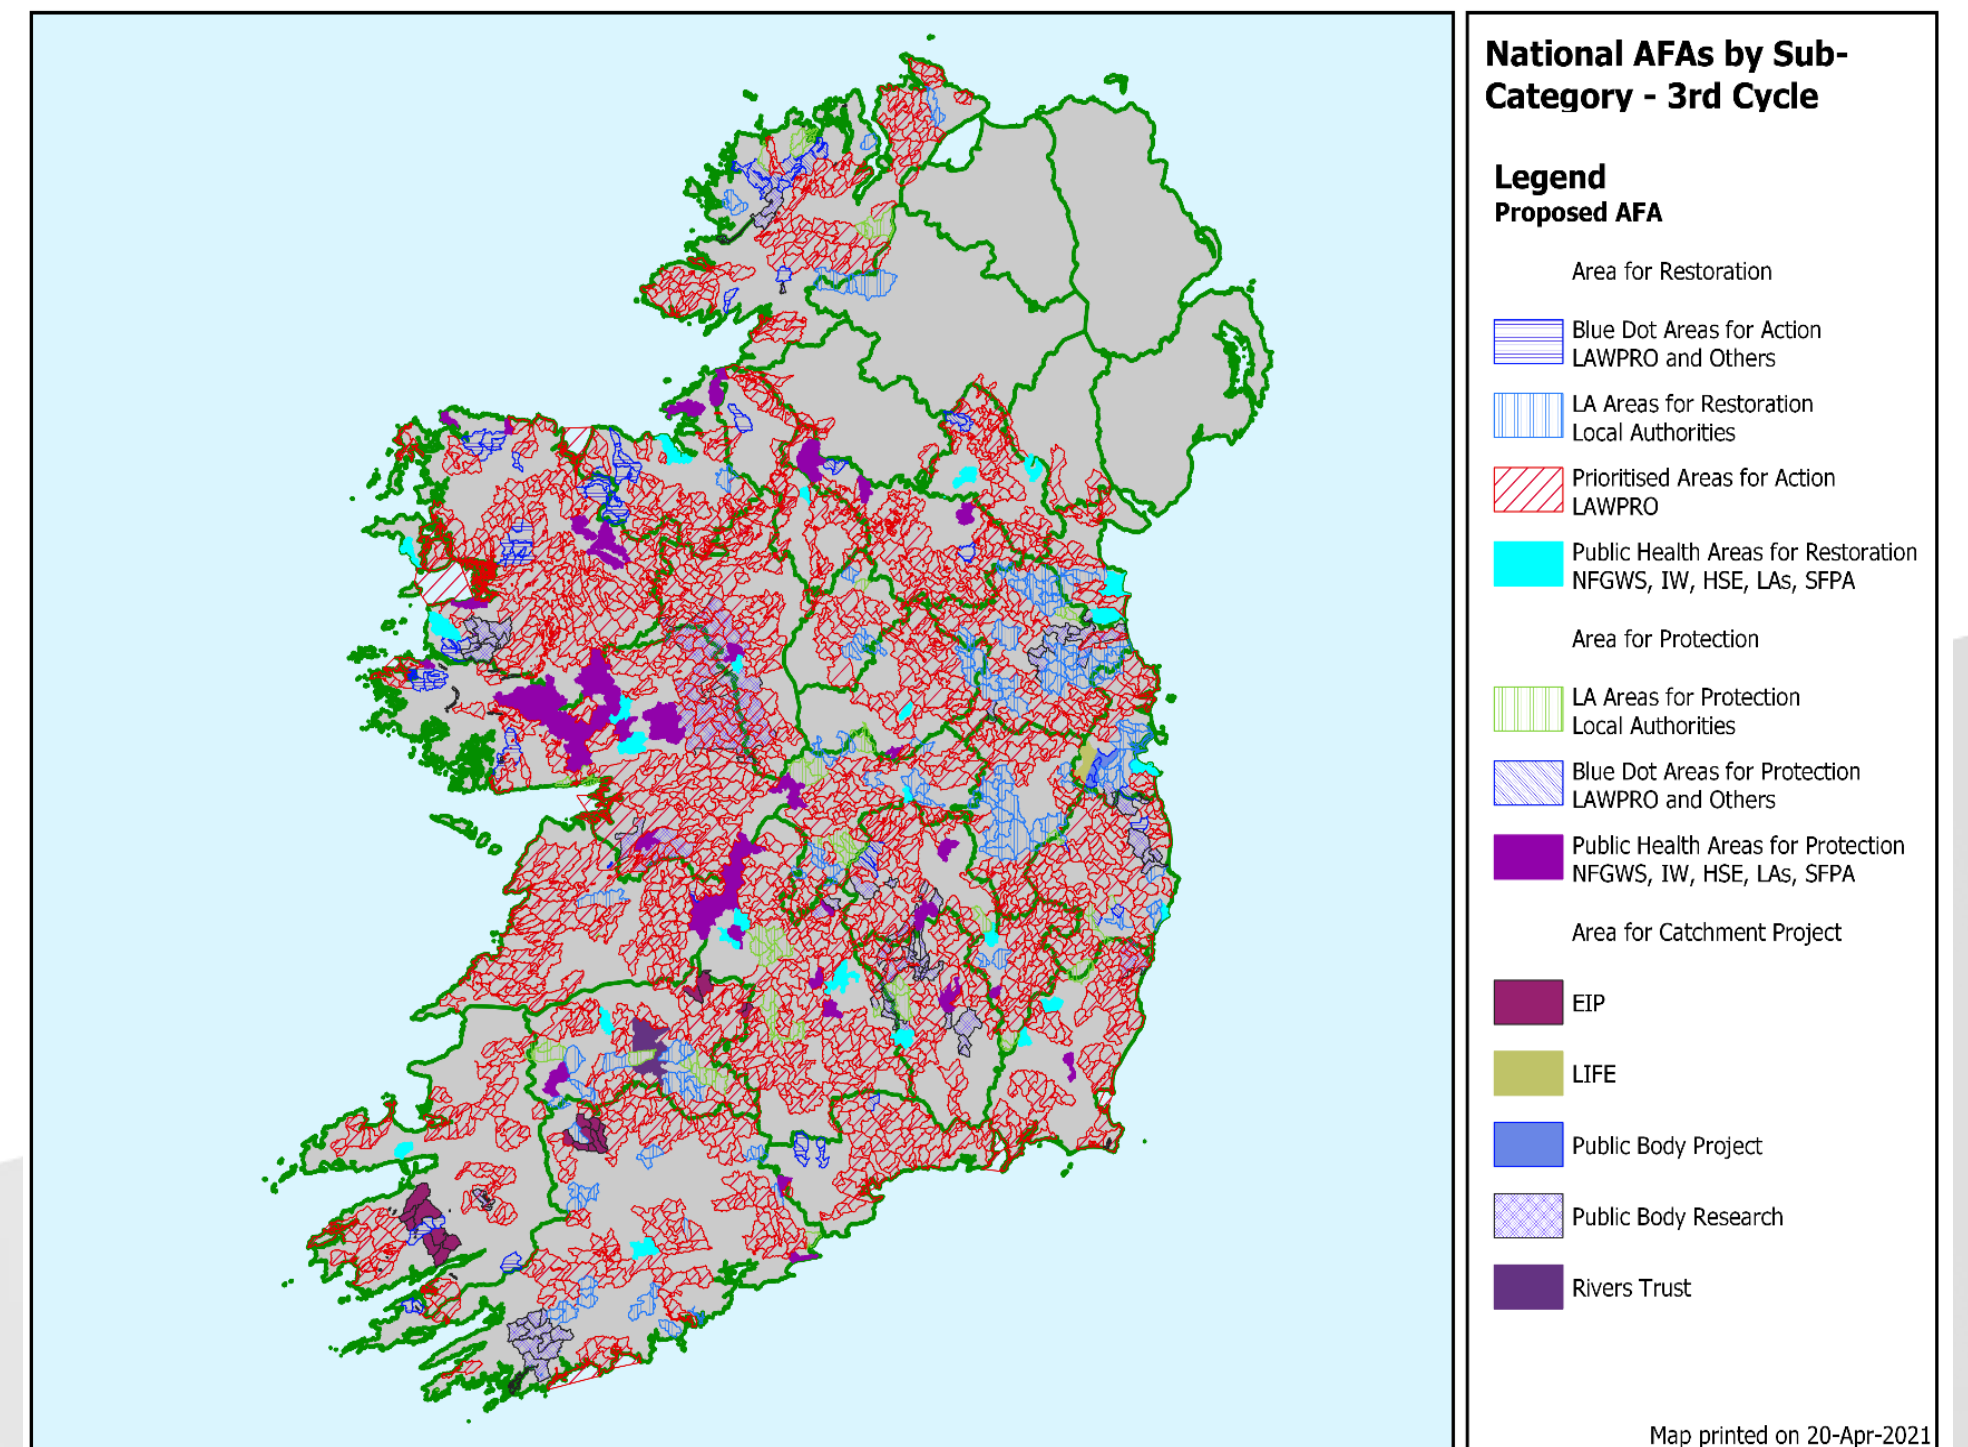 National AFAs by Sub-
Category - 3rd Cycle
Legend
Proposed AFA
Area for Restoration
Blue Dot Areas for Action
LAWPRO and Others
LA Areas for Restoration
Local Authorities
Prioritised Areas for Action
LAWPRO
Public Health Areas for Restoration
NFGWS, IW, HSE, LAs, SFPA
Area for Protection
LA Areas for Protection
Local Authorities
Blue Dot Areas for Protection
LAWPRO and Others
Public Health Areas for Protection
NFGWS, IW, HSE, LAs, SFPA
Area for Catchment Project
EIP
LIFE
Public Body Project
Public Body Research
Rivers Trust
Map printed on 20-Apr-2021